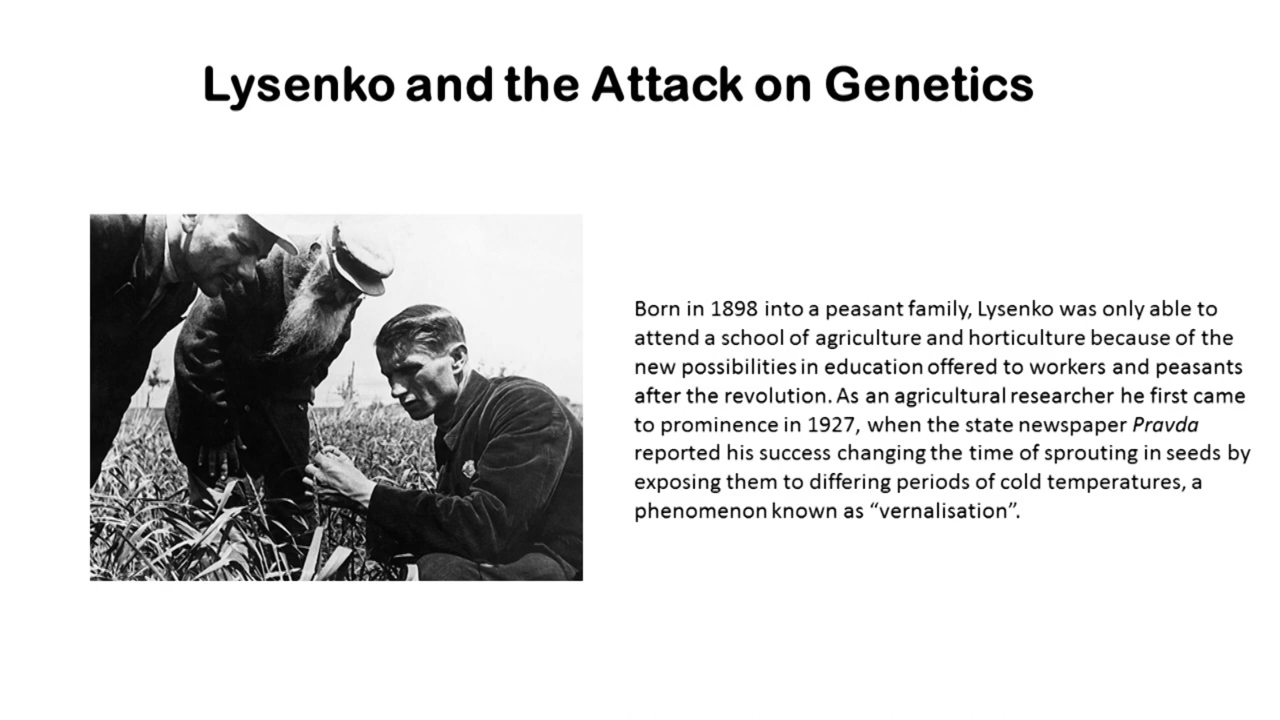 Lysenko and the Attack on Genetics
Born in 1898 into a peasant family, Lysenko was only able to
attend a school of agriculture and horticulture because of the
new possibilities in education offered to workers and peasants
after the revolution. As an agricultural researcher he first came
to prominence in 1927, when the state newspaper Pravda
reported his success changing the time of sprouting in seeds by
exposing them to differing periods of cold temperatures, a
phenomenon known as “vernalisation”.